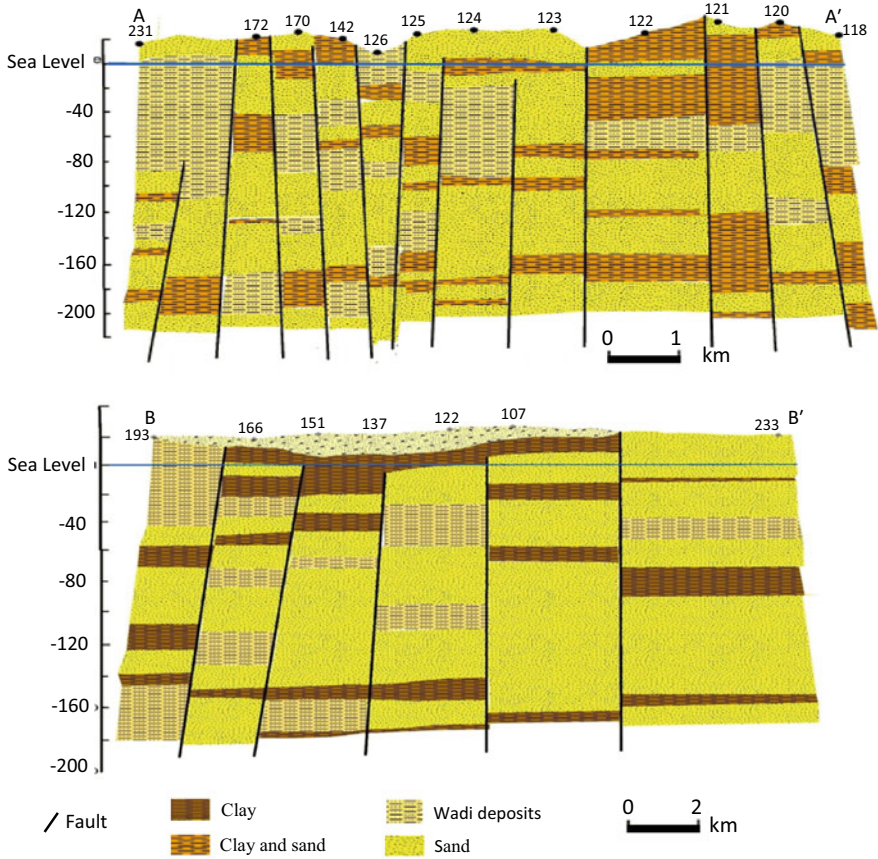 A
A′
231
172
170
142
126
125
124
123
122
121
120
118
Sea Level
0
-40
-80
-120
-160
-200
0 1
km
B
B′
193
166
151
137
122
107
233
Sea Level
-40
-80
-120
-160
-200
Fault
Clay
Clay and sand
Wadi deposits
Sand
0 2
km